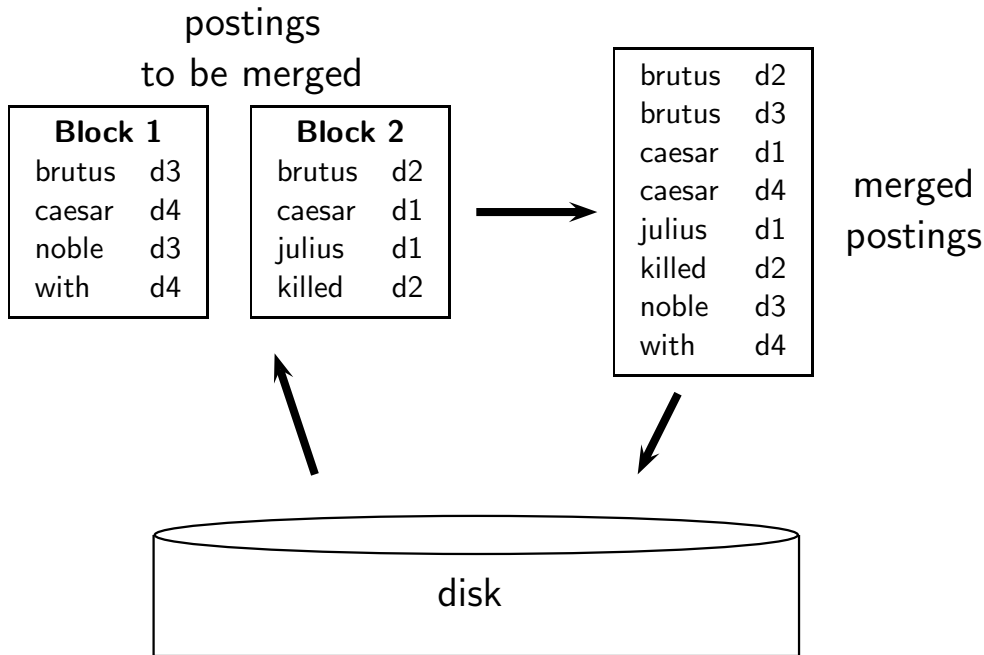 postings
to be merged
Block 1
brutus d3
caesar d4
noble d3
with d4
Block 2
brutus d2
caesar d1
julius d1
killed d2
brutus d2
brutus d3
caesar d1
caesar d4
julius d1
killed d2
noble d3
with d4
merged
postings
disk